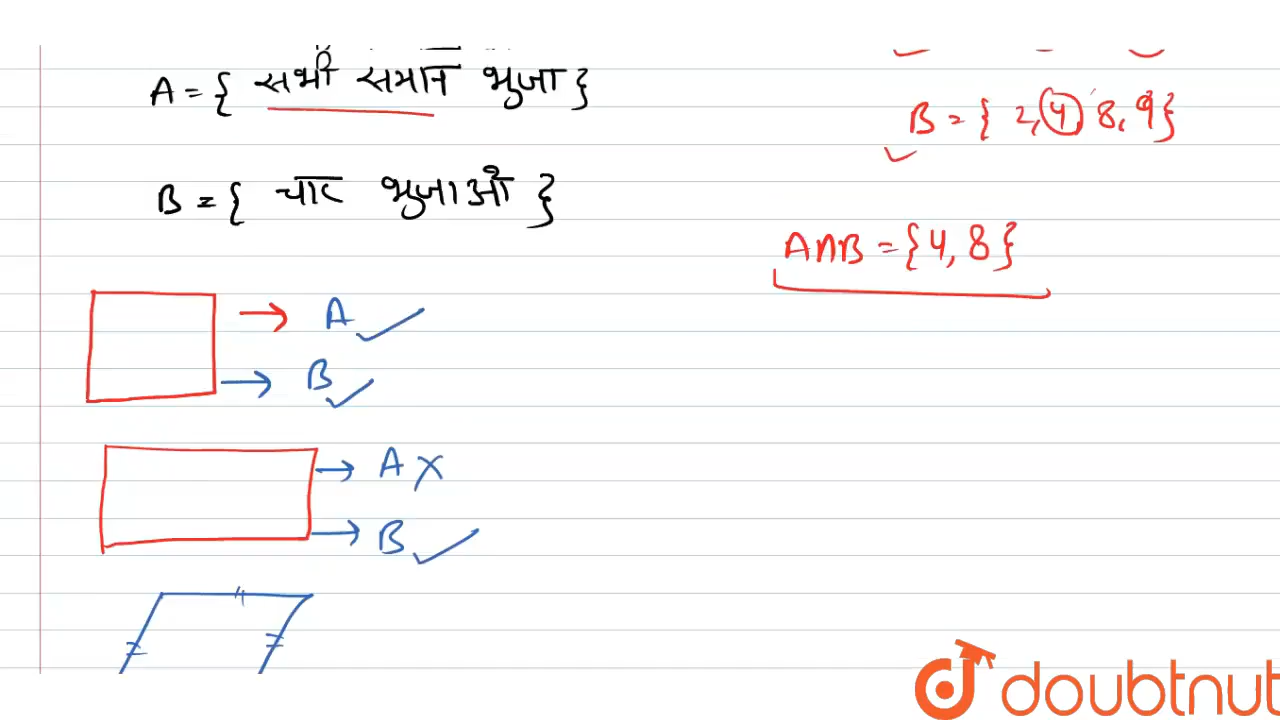 A = { सभी समान भुजा }
B = { चार भुजाओं }
B = { 2, 4, 8, 9 }
A∩B = {4, 8}
→ A ✓
→ B ✓
→ A X
→ B ✓
doubtnut